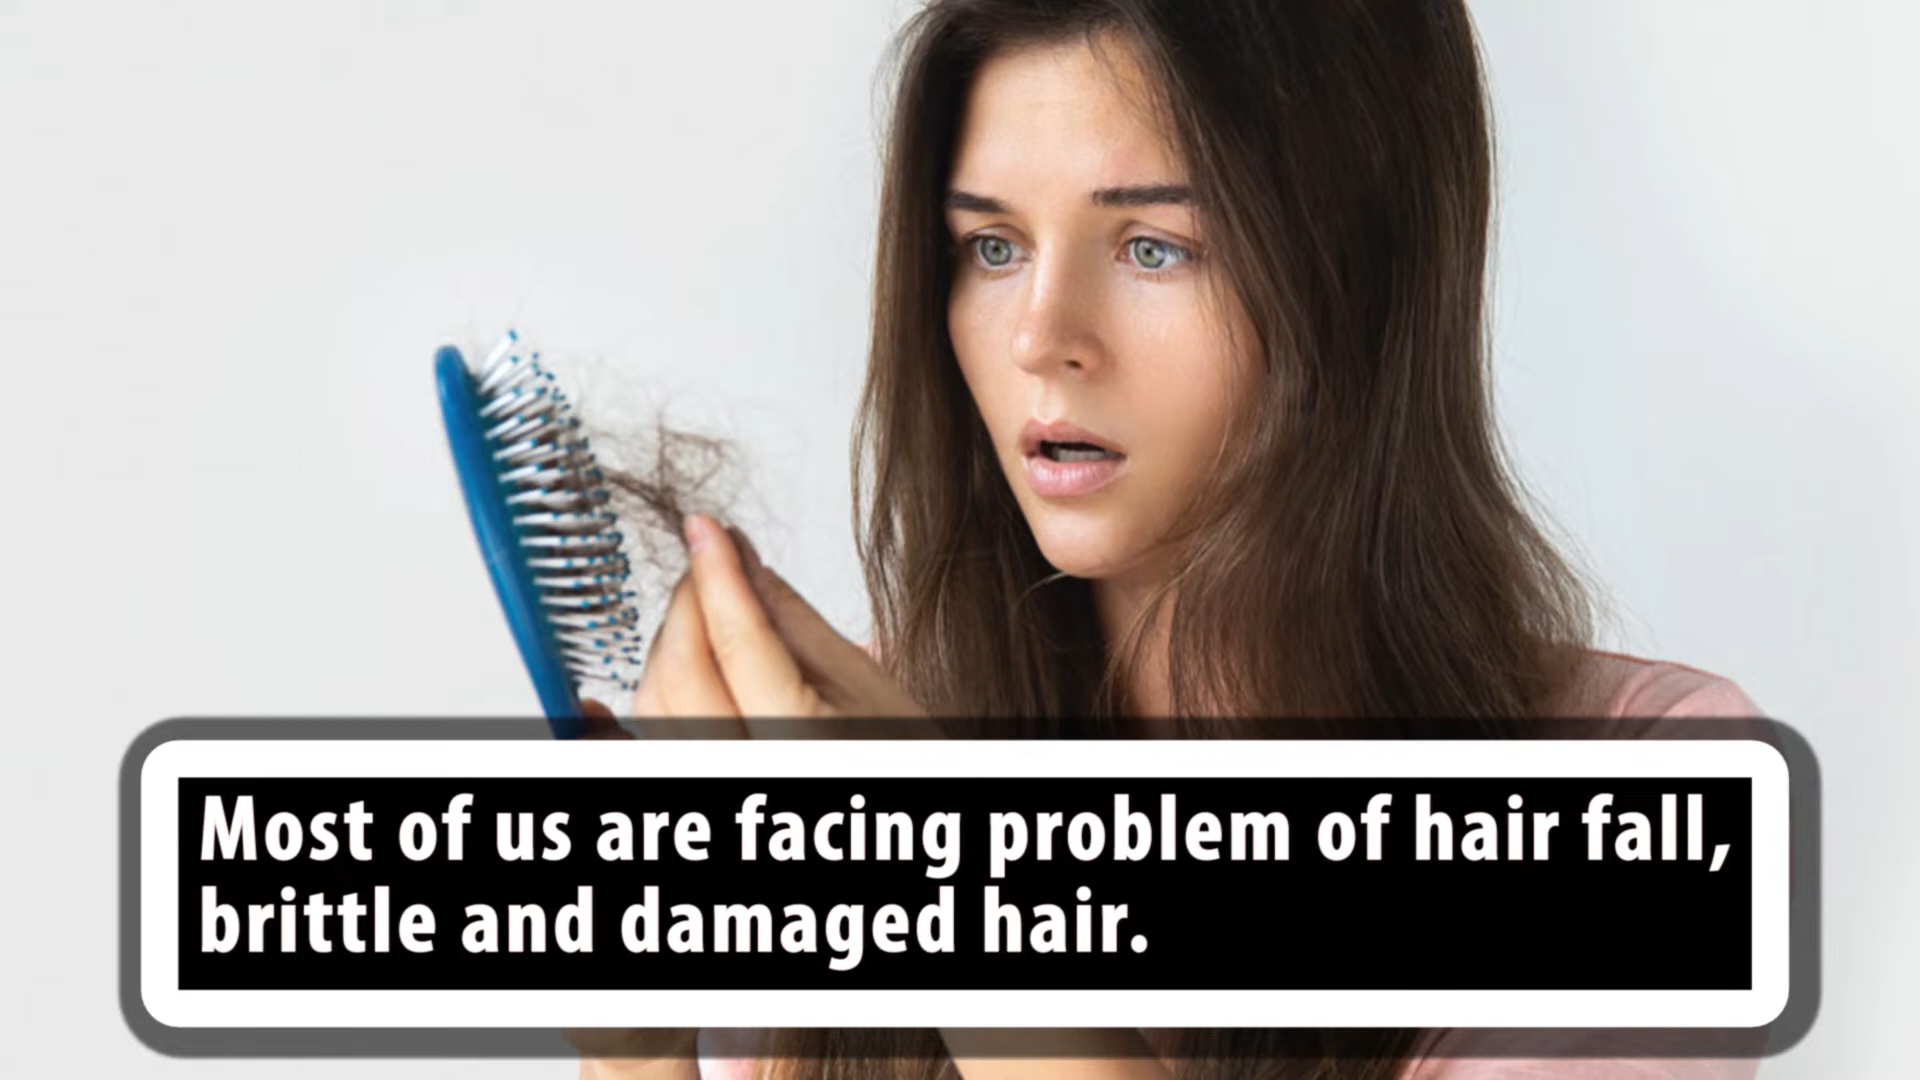 Most of us are facing problem of hair fall,
brittle and damaged hair.